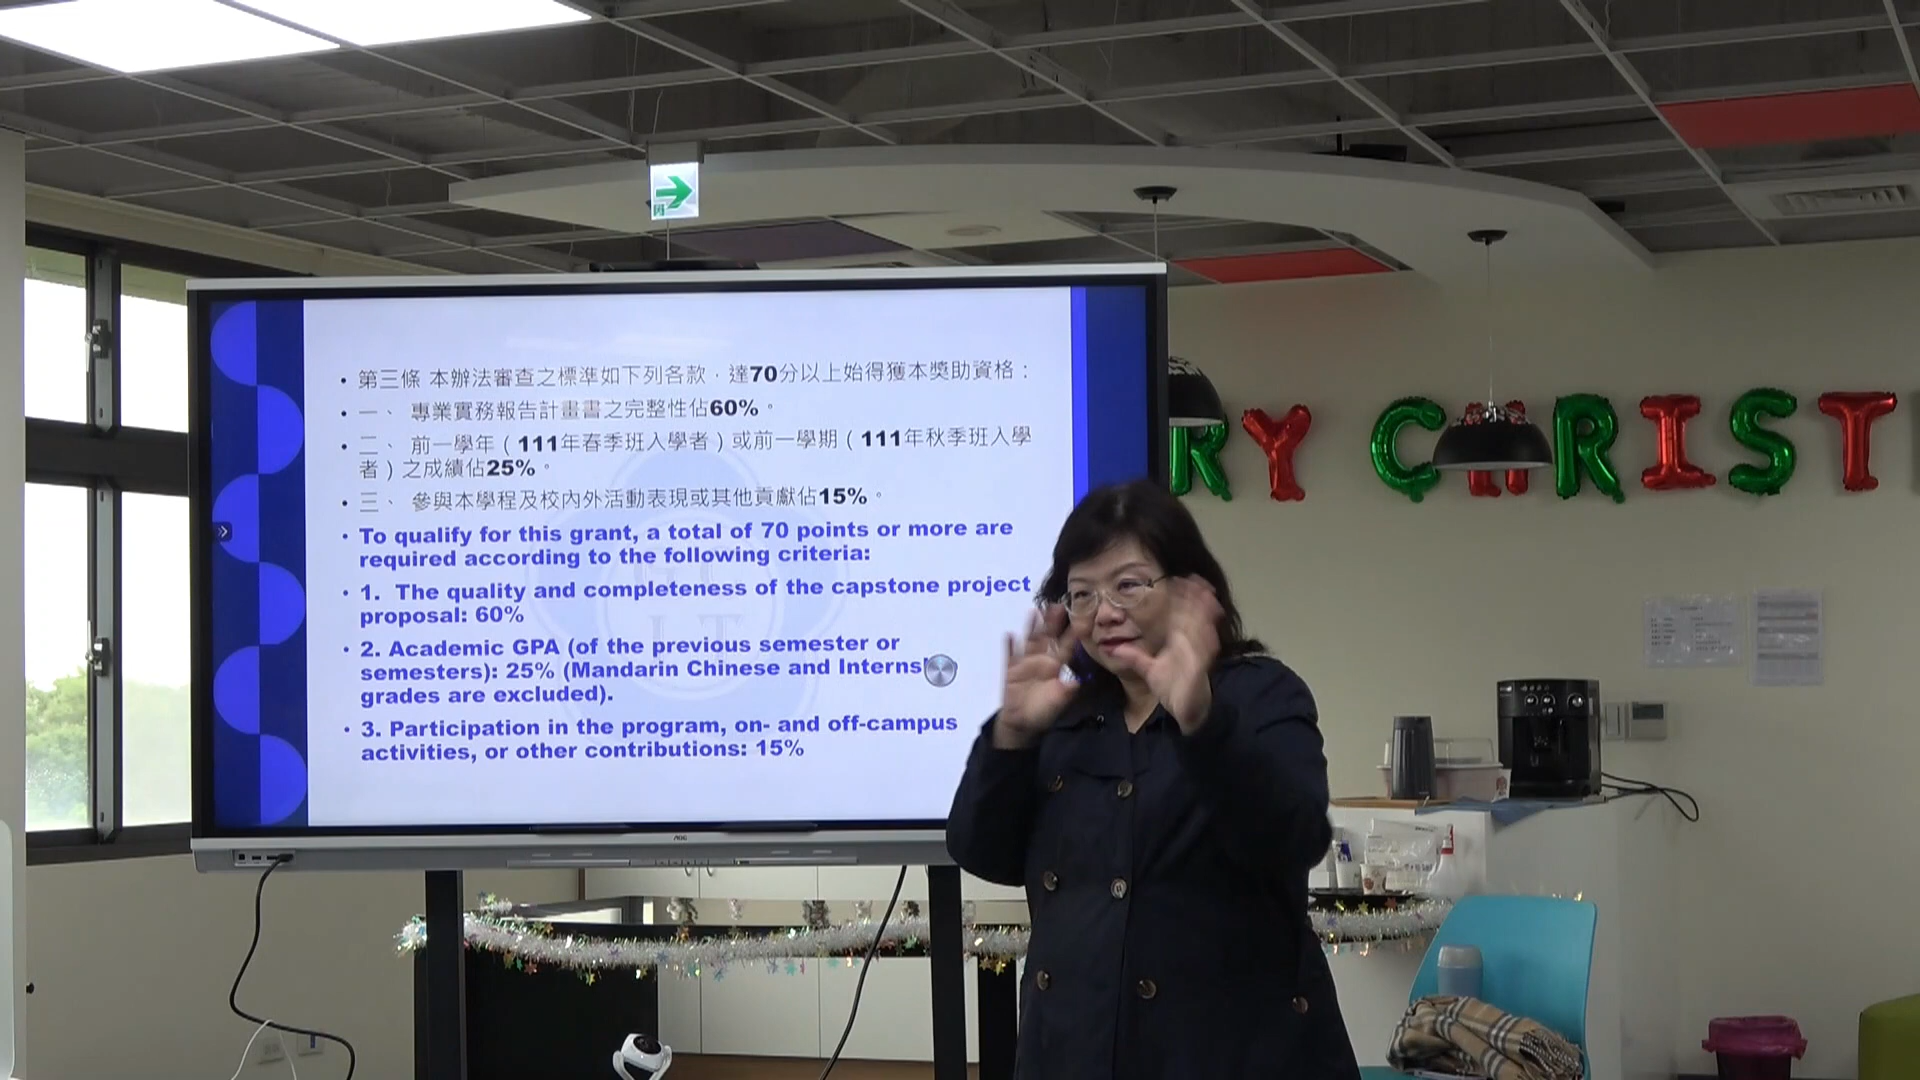 • 第三條 本辦法審查之標準如下列各款，達70分以上始得獲本獎助資格：
• 一、 專業實務報告計畫書之完整性佔60%。
• 二、 前一學年（111年春季班入學者）或前一學期（111年秋季班入學
者）之成績佔25%。
• 三、 參與本學程及校內外活動表現或其他貢獻佔15%。
• To qualify for this grant, a total of 70 points or more are
required according to the following criteria:
• 1. The quality and completeness of the capstone project
proposal: 60%
• 2. Academic GPA (of the previous semester or
semesters): 25% (Mandarin Chinese and Interns
grades are excluded).
• 3. Participation in the program, on- and off-campus
activities, or other contributions: 15%
AOC
RY CHRIST